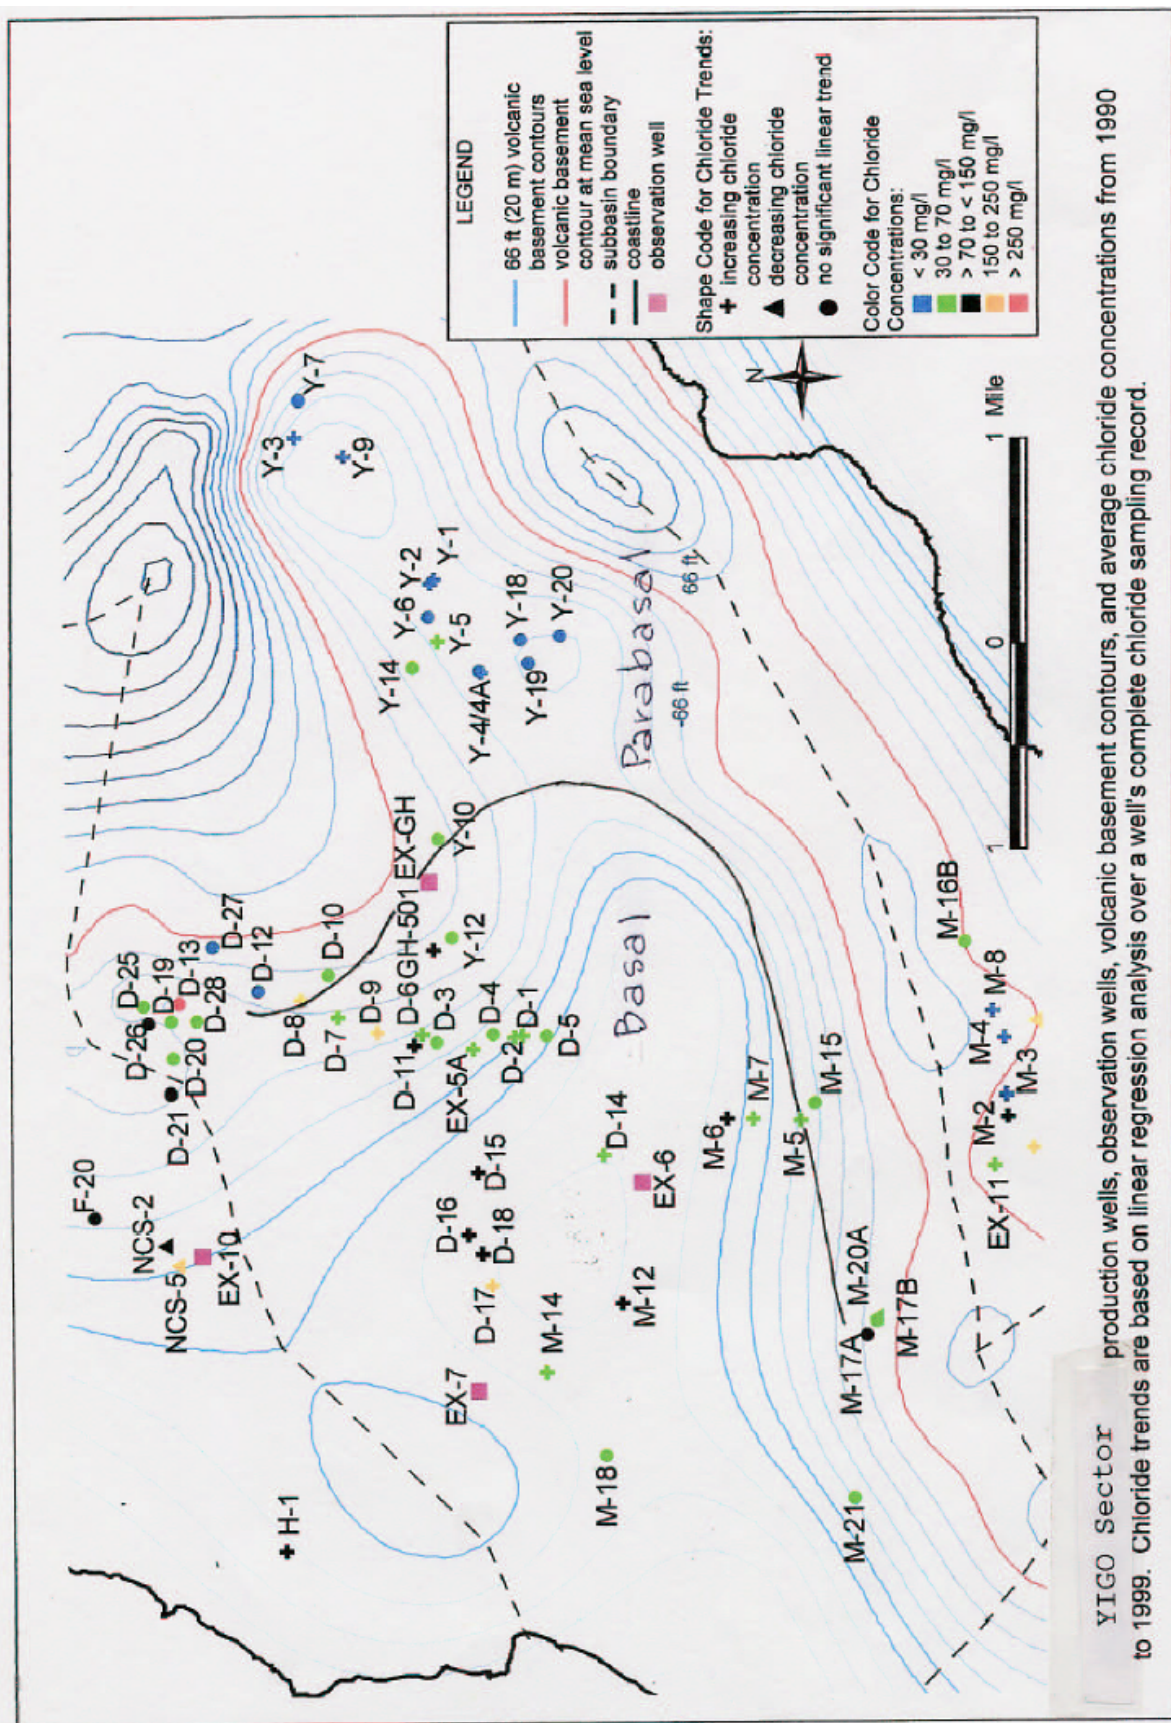 LEGEND
66 ft (20 m) volcanic
basement contours
volcanic basement
contour at mean sea level
subbasin boundary
coastline
observation well
Shape Code for Chloride Trends:
increasing chloride
concentration
decreasing chloride
concentration
no significant linear trend
Color Code for Chloride
Concentrations:
< 30 mg/l
30 to 70 mg/l
> 70 to < 150 mg/l
150 to 250 mg/l
> 250 mg/l
F-20
NCS-2
NCS-5
EX-10
D-21
D-26
D-25
D-19
D-13
D-20
D-28
D-27
D-12
D-8
D-10
D-7
D-9
D-11
D-6
GH-501
EX-GH
D-3
EX-5A
D-4
D-2
D-1
D-5
Y-12
Y-10
Y-7
Y-3
Y-9
Y-2
Y-1
Y-6
Y-5
Y-14
Y-4/4A
Y-18
Y-19
Y-20
H-1
EX-7
D-16
D-15
D-18
D-17
M-14
D-14
EX-6
M-12
M-18
M-6
M-7
M-5
M-15
M-20A
M-17A
M-17B
M-21
M-16B
M-8
M-4
M-3
M-2
EX-11
Basal
Parabasal
66 ft
-66 ft
N
1
0
1 Mile
YIGO Sector production wells, observation wells, volcanic basement contours, and average chloride concentrations from 1990
to 1999. Chloride trends are based on linear regression analysis over a well's complete chloride sampling record.